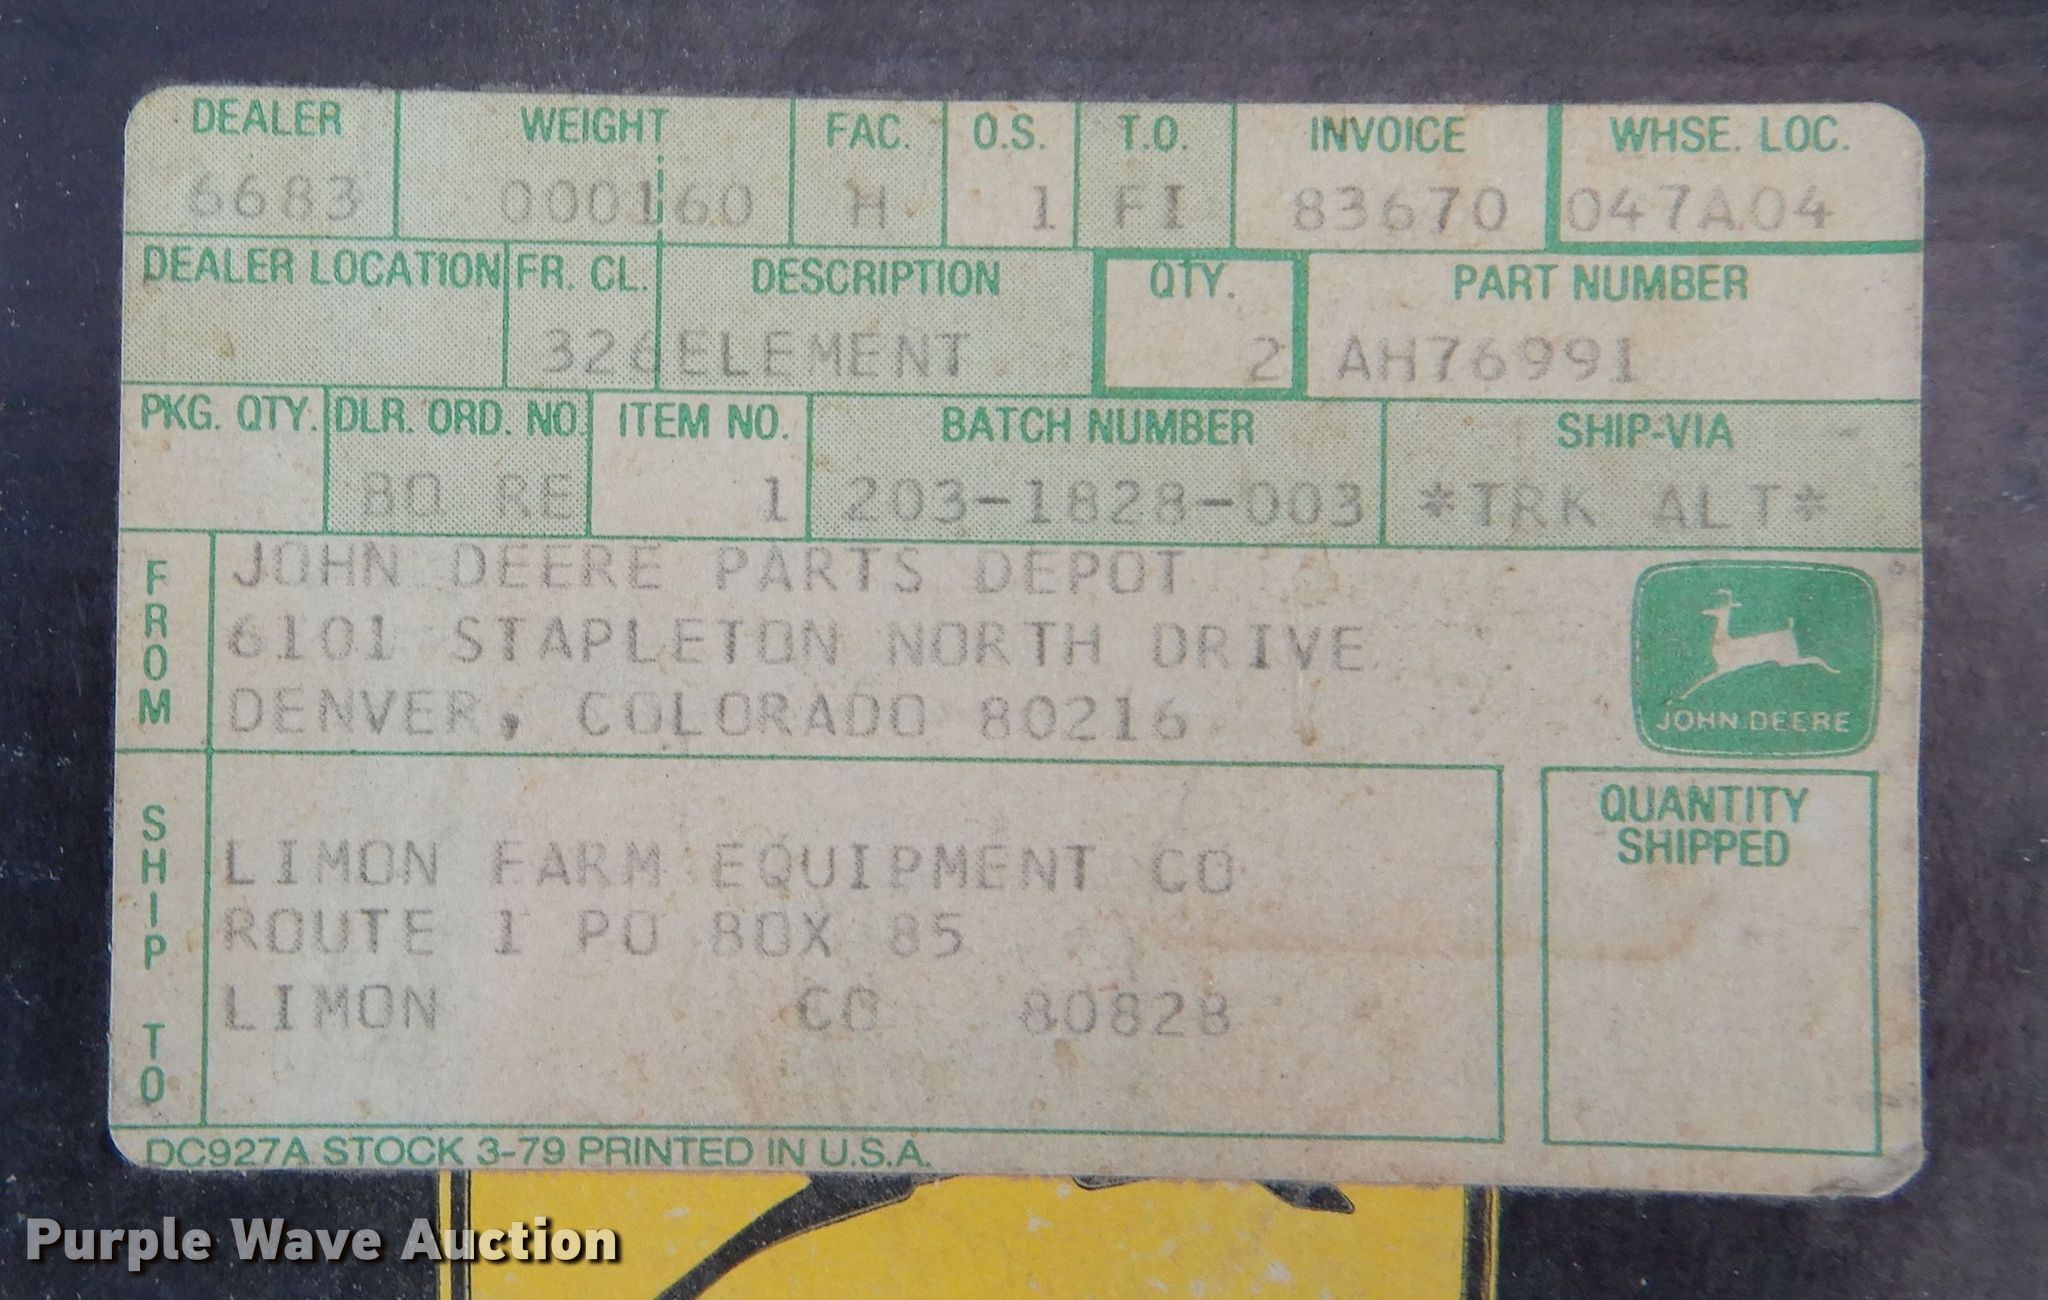 DEALER WEIGHT FAC. O.S. T.O. INVOICE WHSE. LOC.
6683 000160 H 1 FI 83670 047A04
DEALER LOCATION FR. CL. DESCRIPTION QTY. PART NUMBER
326 ELEMENT 2 AH76991
PKG. QTY. DLR. ORD. NO. ITEM NO. BATCH NUMBER SHIP-VIA
BO RE 1 203-1828-003 *TRK ALT*
FROM
JOHN DEERE PARTS DEPOT
6101 STAPLETON NORTH DRIVE
DENVER, COLORADO 80216
JOHN DEERE
SHIP TO
LIMON FARM EQUIPMENT CO
ROUTE 1 PO BOX 85
LIMON CO 80828
QUANTITY
SHIPPED
DC927A STOCK 3-79 PRINTED IN U.S.A.
Purple Wave Auction